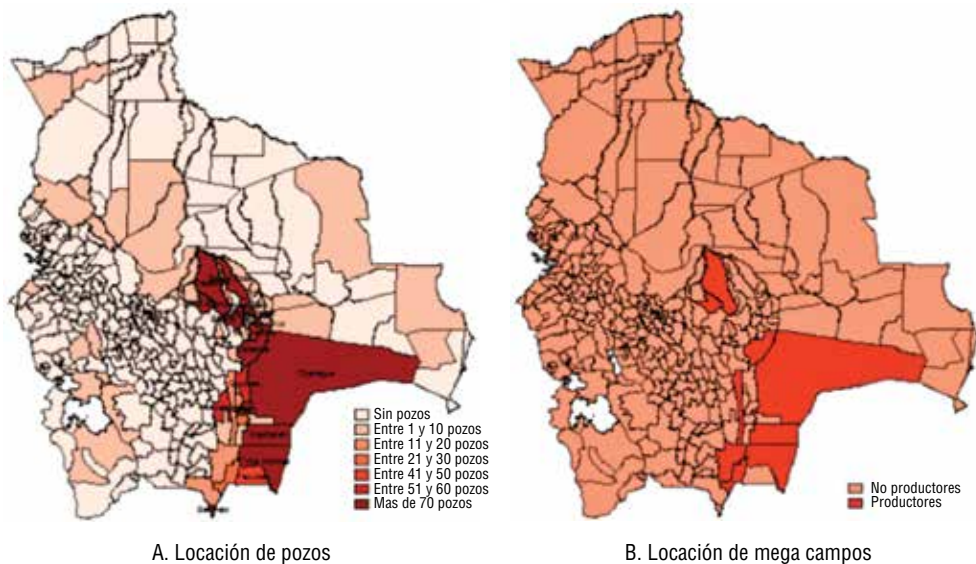 Sin pozos
Entre 1 y 10 pozos
Entre 11 y 20 pozos
Entre 21 y 30 pozos
Entre 41 y 50 pozos
Entre 51 y 60 pozos
Mas de 70 pozos
No productores
Productores
A. Locación de pozos
B. Locación de mega campos